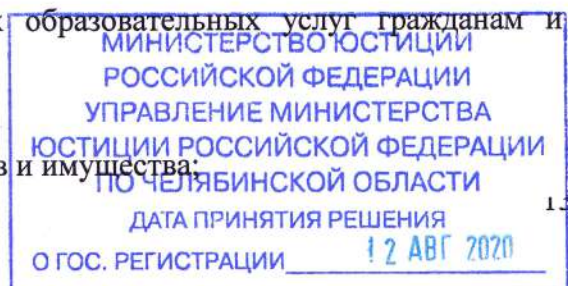 образовательных услуг гражданам и
МИНИСТЕРСТВО ЮСТИЦИИ
РОССИЙСКОЙ ФЕДЕРАЦИИ
УПРАВЛЕНИЕ МИНИСТЕРСТВА
ЮСТИЦИИ РОССИЙСКОЙ ФЕДЕРАЦИИ
и имущества;
ПО ЧЕЛЯБИНСКОЙ ОБЛАСТИ
ДАТА ПРИНЯТИЯ РЕШЕНИЯ
О ГОС. РЕГИСТРАЦИИ 12 АВГ 2020